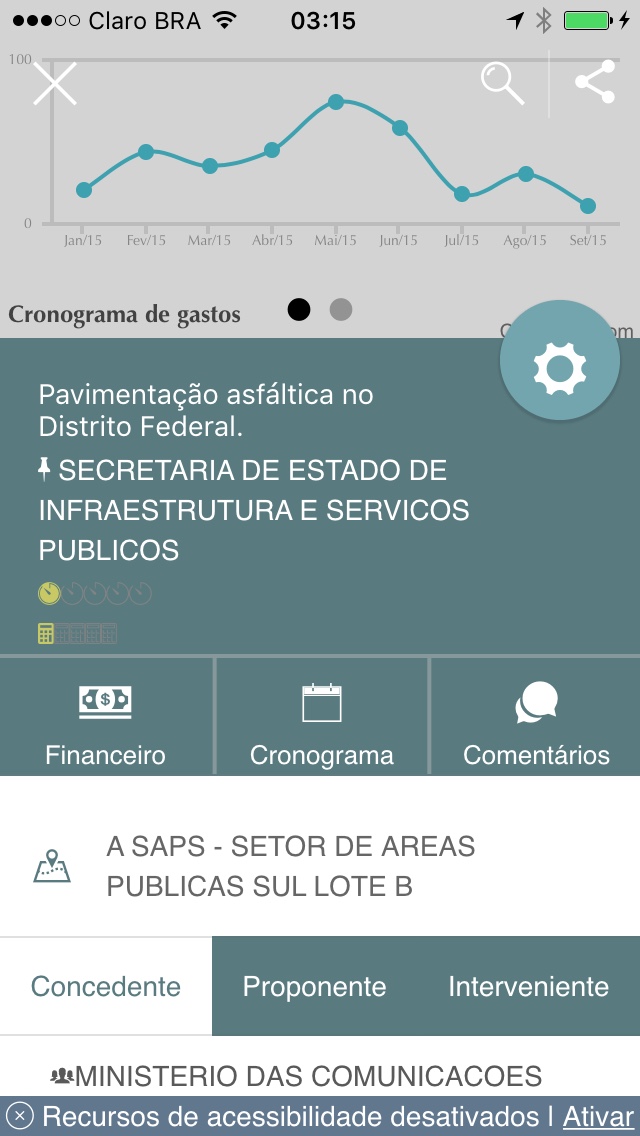 Claro BRA 03:15
100
0
Jan/15 Fev/15 Mar/15 Abr/15 Mai/15 Jun/15 Jul/15 Ago/15 Set/15
Cronograma de gastos
Pavimentação asfáltica no
Distrito Federal.
SECRETARIA DE ESTADO DE
INFRAESTRUTURA E SERVICOS
PUBLICOS
Financeiro Cronograma Comentários
A SAPS - SETOR DE AREAS
PUBLICAS SUL LOTE B
Concedente Proponente Interveniente
MINISTERIO DAS COMUNICACOES
Recursos de acessibilidade desativados | Ativar